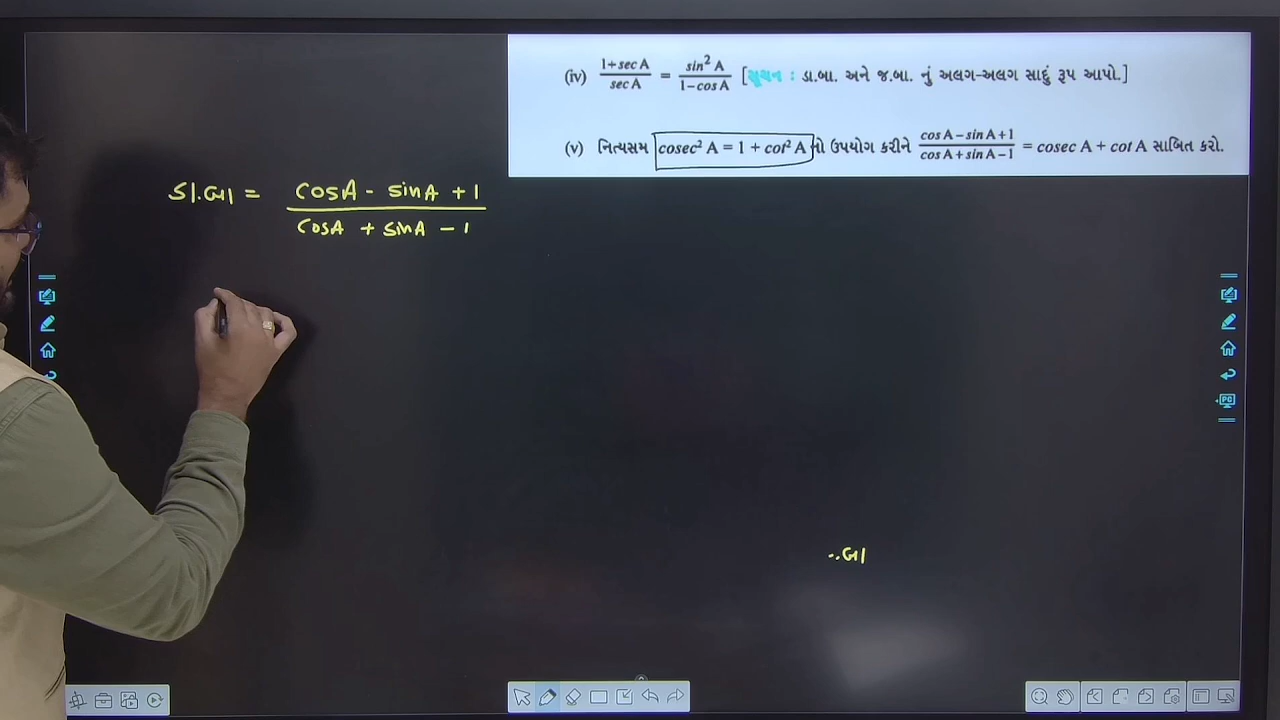 (iv) 1+sec A / sec A = sin² A / 1−cos A [સૂચન : ડા.બા. અને જ.બા. નું અલગ-અલગ સાદું રૂપ આપો.]
(v) નિત્યસમ cosec² A = 1 + cot² A નો ઉપયોગ કરીને cos A−sin A+1 / cos A+sin A−1 = cosec A + cot A સાબિત કરો.
ડા.બા = cosA - sinA + 1 / cosA + sinA - 1
..બા
PC